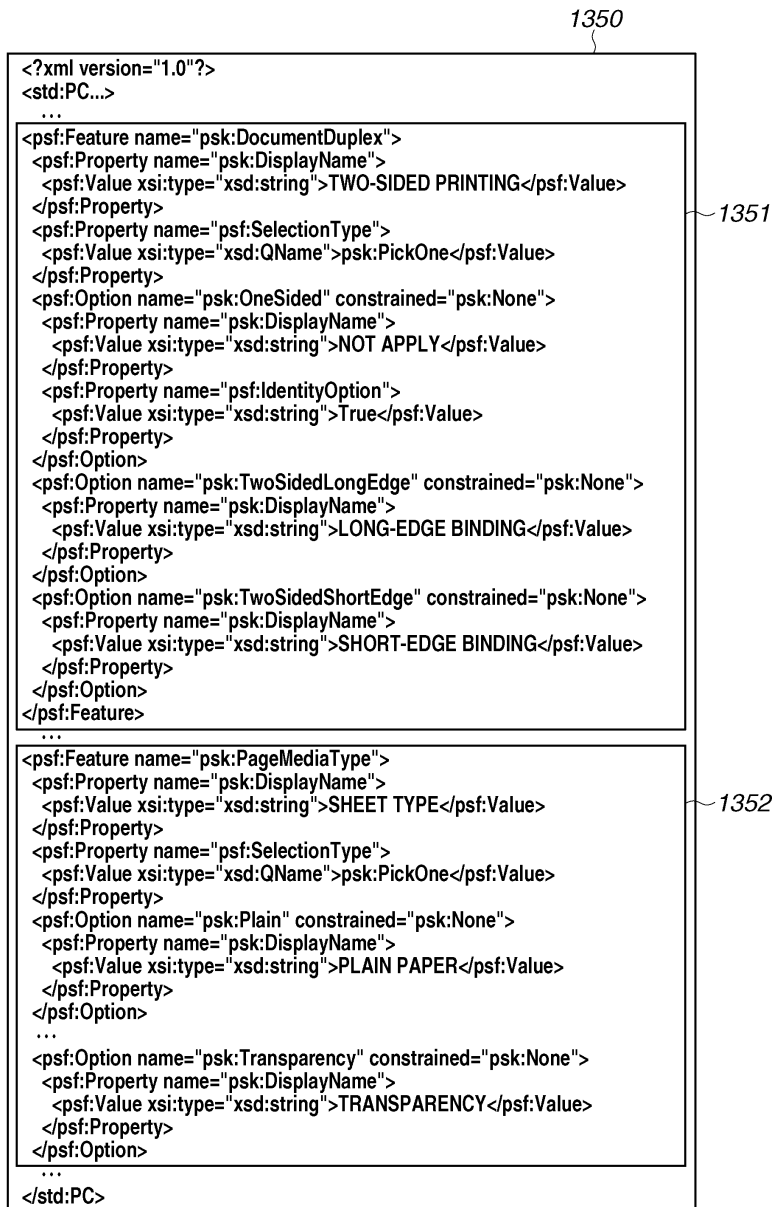 1350
<?xml version="1.0"?>
<std:PC...>
...
<psf:Feature name="psk:DocumentDuplex">
<psf:Property name="psk:DisplayName">
<psf:Value xsi:type="xsd:string">TWO-SIDED PRINTING</psf:Value>
</psf:Property>
1351
<psf:Property name="psf:SelectionType">
<psf:Value xsi:type="xsd:QName">psk:PickOne</psf:Value>
</psf:Property>
<psf:Option name="psk:OneSided" constrained="psk:None">
<psf:Property name="psk:DisplayName">
<psf:Value xsi:type="xsd:string">NOT APPLY</psf:Value>
</psf:Property>
<psf:Property name="psf:IdentityOption">
<psf:Value xsi:type="xsd:string">True</psf:Value>
</psf:Property>
</psf:Option>
<psf:Option name="psk:TwoSidedLongEdge" constrained="psk:None">
<psf:Property name="psk:DisplayName">
<psf:Value xsi:type="xsd:string">LONG-EDGE BINDING</psf:Value>
</psf:Property>
</psf:Option>
<psf:Option name="psk:TwoSidedShortEdge" constrained="psk:None">
<psf:Property name="psk:DisplayName">
<psf:Value xsi:type="xsd:string">SHORT-EDGE BINDING</psf:Value>
</psf:Property>
</psf:Option>
</psf:Feature>
...
<psf:Feature name="psk:PageMediaType">
<psf:Property name="psk:DisplayName">
<psf:Value xsi:type="xsd:string">SHEET TYPE</psf:Value>
1352
</psf:Property>
<psf:Property name="psf:SelectionType">
<psf:Value xsi:type="xsd:QName">psk:PickOne</psf:Value>
</psf:Property>
<psf:Option name="psk:Plain" constrained="psk:None">
<psf:Property name="psk:DisplayName">
<psf:Value xsi:type="xsd:string">PLAIN PAPER</psf:Value>
</psf:Property>
</psf:Option>
...
<psf:Option name="psk:Transparency" constrained="psk:None">
<psf:Property name="psk:DisplayName">
<psf:Value xsi:type="xsd:string">TRANSPARENCY</psf:Value>
</psf:Property>
</psf:Option>
...
</std:PC>